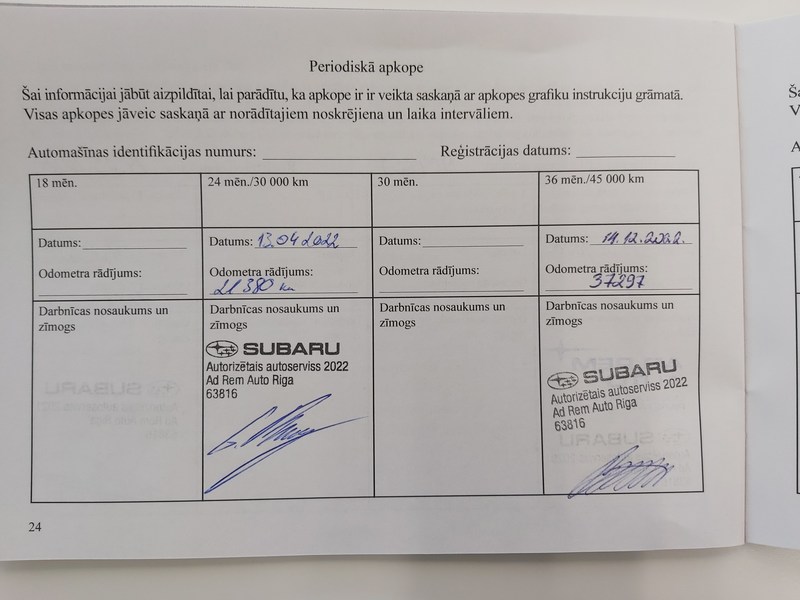 Periodiskā apkope
Šai informācijai jābūt aizpildītai, lai parādītu, ka apkope ir ir veikta saskaņā ar apkopes grafiku instrukciju grāmatā.
Visas apkopes jāveic saskaņā ar norādītajiem noskrējiena un laika intervāliem.
Automašīnas identifikācijas numurs:
Reģistrācijas datums:
18 mēn.
24 mēn./30 000 km
30 mēn.
36 mēn./45 000 km
Datums:
Datums: 13.04 2022
Datums:
Datums: 14.12.2022.
Odometra rādījums:
Odometra rādījums:
21 380 km
Odometra rādījums:
Odometra rādījums:
37297
Darbnīcas nosaukums un
zīmogs
Darbnīcas nosaukums un
zīmogs
SUBARU
Autorizētais autoserviss 2022
Ad Rem Auto Riga
63816
Darbnīcas nosaukums un
zīmogs
Darbnīcas nosaukums un
zīmogs
SUBARU
Autorizētais autoserviss 2022
Ad Rem Auto Riga
63816
24